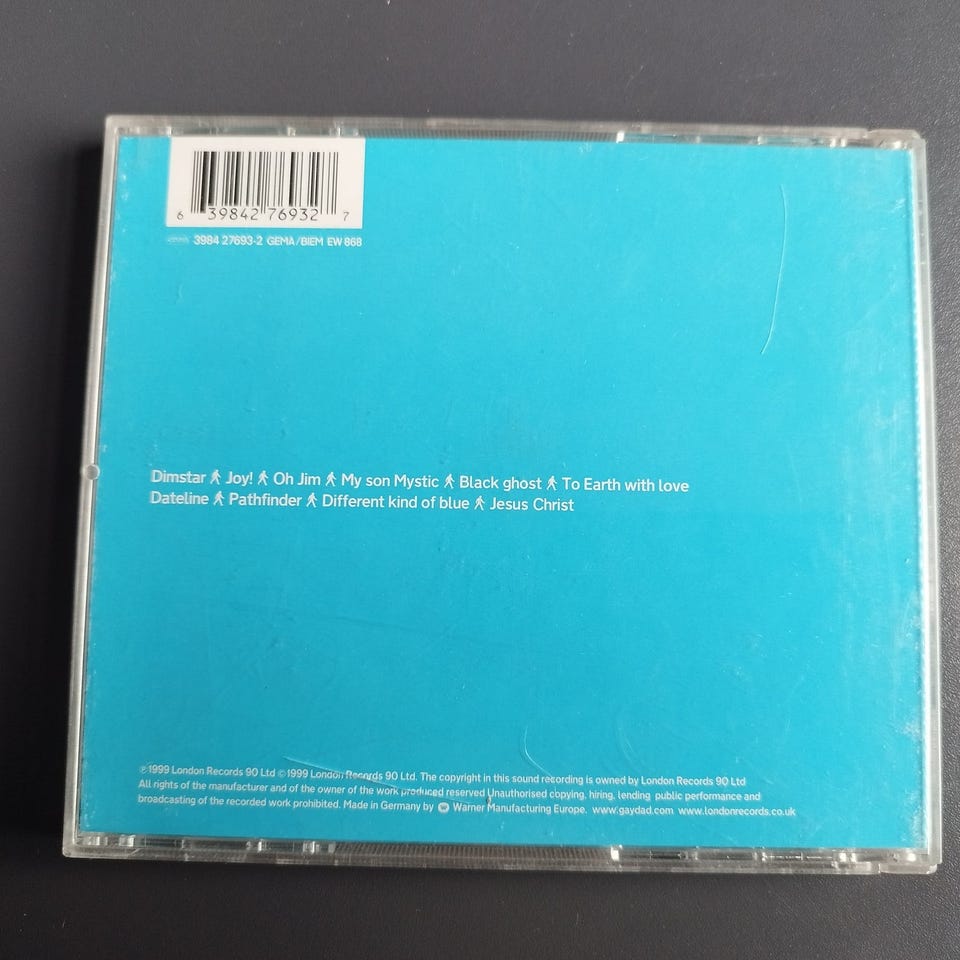 6 39842 76932 7
3984 27693-2 GEMA/BIEM EW 868
Dimstar Joy! Oh Jim My son Mystic Black ghost To Earth with love
Dateline Pathfinder Different kind of blue Jesus Christ
℗1999 London Records 90 Ltd ©1999 London Records 90 Ltd. The copyright in this sound recording is owned by London Records 90 Ltd
All rights of the manufacturer and of the owner of the work produced reserved Unauthorised copying, hiring, lending public performance and
broadcasting of the recorded work prohibited. Made in Germany by Warner Manufacturing Europe. www.gaydad.com www.londonrecords.co.uk